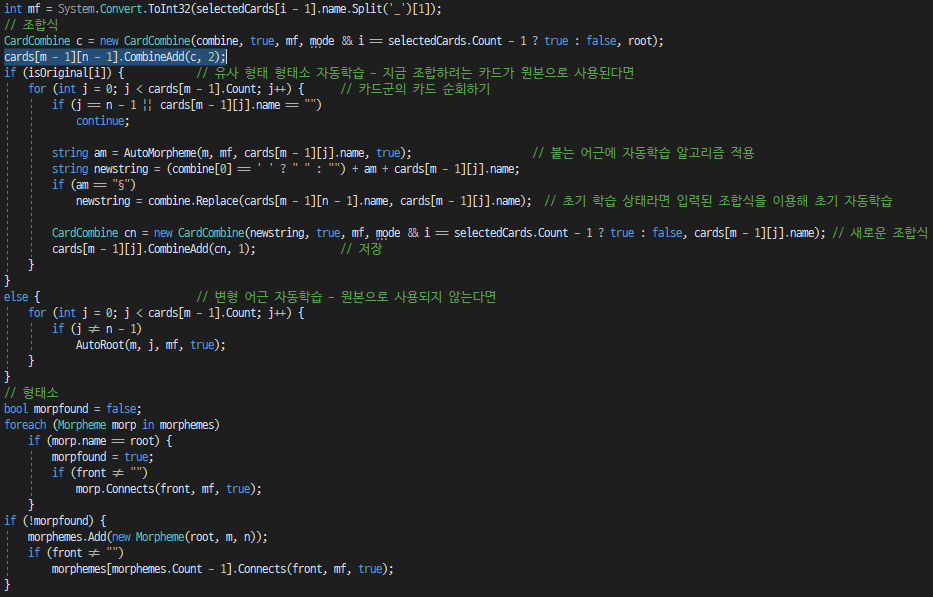 int mf = System.Convert.ToInt32(selectedCards[i - 1].name.Split('_')[1]);
// 조합식
CardCombine c = new CardCombine(combine, true, mf, mode && i == selectedCards.Count - 1 ? true : false, root);
cards[m - 1][n - 1].CombineAdd(c, 2);
if (isOriginal[i]) { // 유사 형태 형태소 자동학습 - 지금 조합하려는 카드가 원본으로 사용된다면
for (int j = 0; j < cards[m - 1].Count; j++) { // 카드군의 카드 순회하기
if (j == n - 1 || cards[m - 1][j].name == "")
continue;
string am = AutoMorpheme(m, mf, cards[m - 1][j].name, true); // 붙는 어근에 자동학습 알고리즘 적용
string newstring = (combine[0] == ' ' ? " " : "") + am + cards[m - 1][j].name;
if (am == "§")
newstring = combine.Replace(cards[m - 1][n - 1].name, cards[m - 1][j].name); // 초기 학습 상태라면 입력된 조합식을 이용해 초기 자동학습
CardCombine cn = new CardCombine(newstring, true, mf, mode && i == selectedCards.Count - 1 ? true : false, cards[m - 1][j].name); // 새로운 조합식
cards[m - 1][j].CombineAdd(cn, 1); // 저장
}
}
else { // 변형 어근 자동학습 - 원본으로 사용되지 않는다면
for (int j = 0; j < cards[m - 1].Count; j++) {
if (j ≠ n - 1)
AutoRoot(m, j, mf, true);
}
}
// 형태소
bool morpfound = false;
foreach (Morpheme morp in morphemes)
if (morp.name == root) {
morpfound = true;
if (front ≠ "")
morp.Connects(front, mf, true);
}
if (!morpfound) {
morphemes.Add(new Morpheme(root, m, n));
if (front ≠ "")
morphemes[morphemes.Count - 1].Connects(front, mf, true);
}